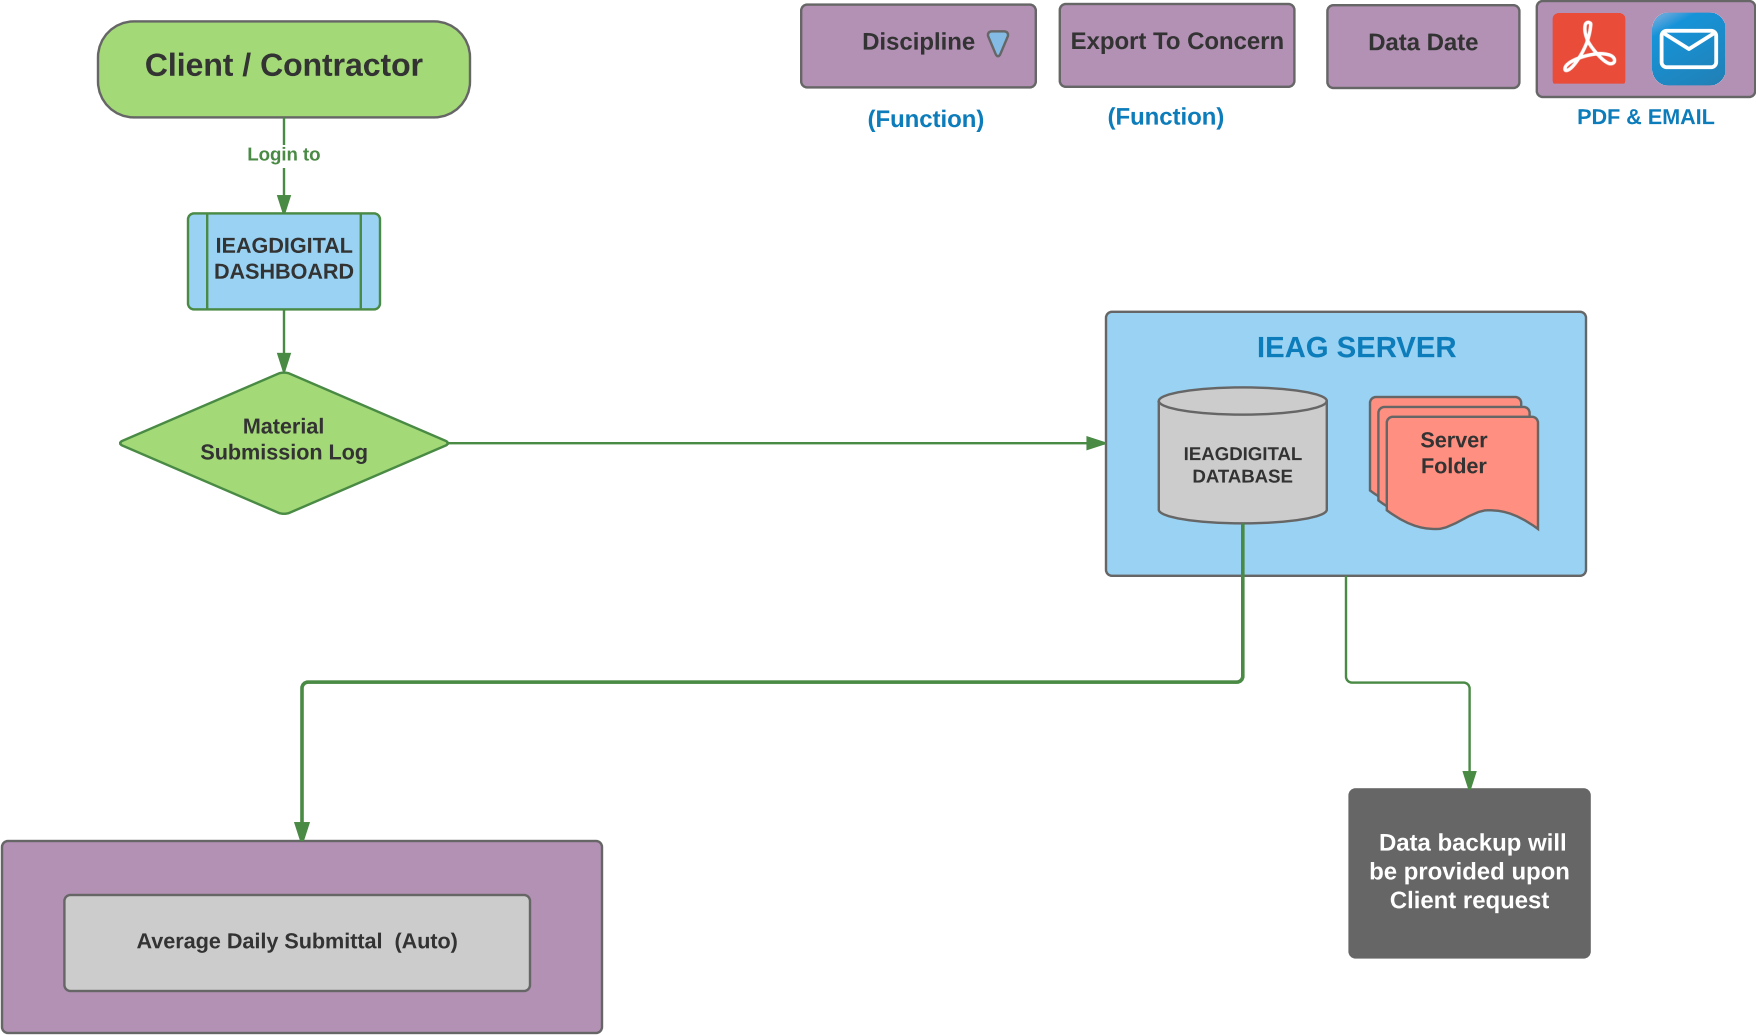 Client / Contractor
Discipline
Export To Concern
Data Date
(Function)
(Function)
PDF & EMAIL
Login to
IEAGDIGITAL
DASHBOARD
Material
Submission Log
IEAG SERVER
IEAGDIGITAL
DATABASE
Server
Folder
Data backup will
be provided upon
Client request
Average Daily Submittal  (Auto)